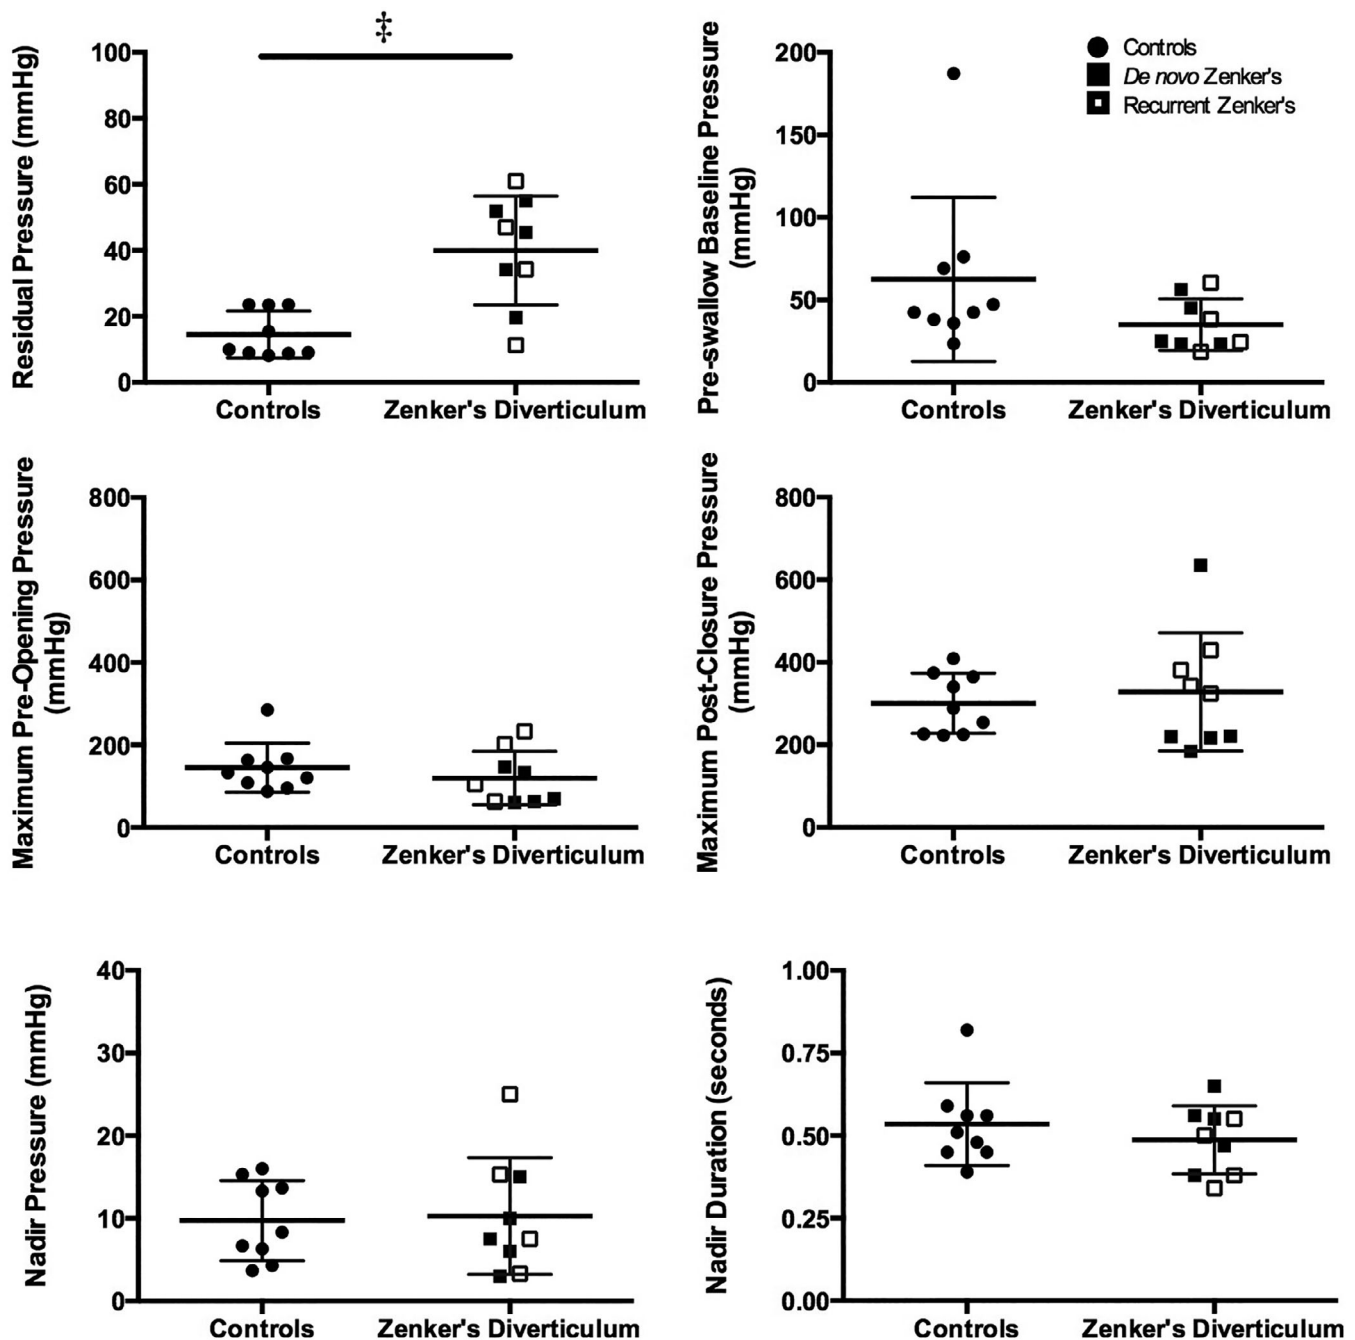 ‡
Residual Pressure (mmHg)
100
80
60
40
20
0
Controls
Zenker's Diverticulum
Pre-swallow Baseline Pressure
(mmHg)
200
150
100
50
0
Controls
Zenker's Diverticulum
Controls
De novo Zenker's
Recurrent Zenker's
Maximum Pre-Opening Pressure
(mmHg)
800
600
400
200
0
Controls
Zenker's Diverticulum
Maximum Post-Closure Pressure
(mmHg)
800
600
400
200
0
Controls
Zenker's Diverticulum
Nadir Pressure (mmHg)
40
30
20
10
0
Controls
Zenker's Diverticulum
Nadir Duration (seconds)
1.00
0.75
0.50
0.25
0.00
Controls
Zenker's Diverticulum